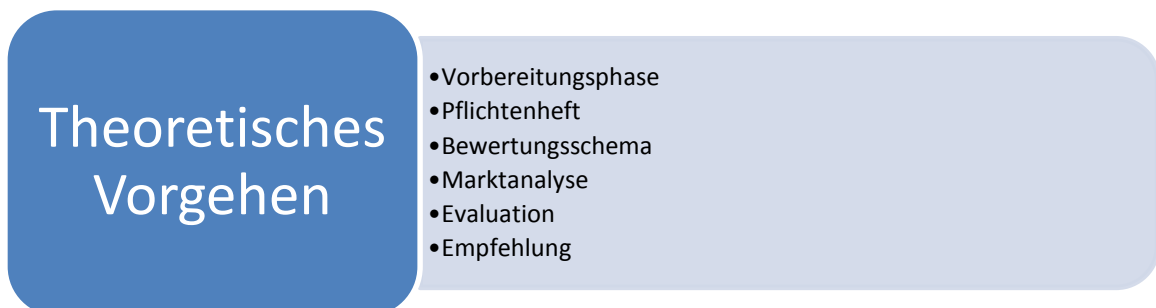 Theoretisches
Vorgehen
•Vorbereitungsphase
•Pflichtenheft
•Bewertungsschema
•Marktanalyse
•Evaluation
•Empfehlung